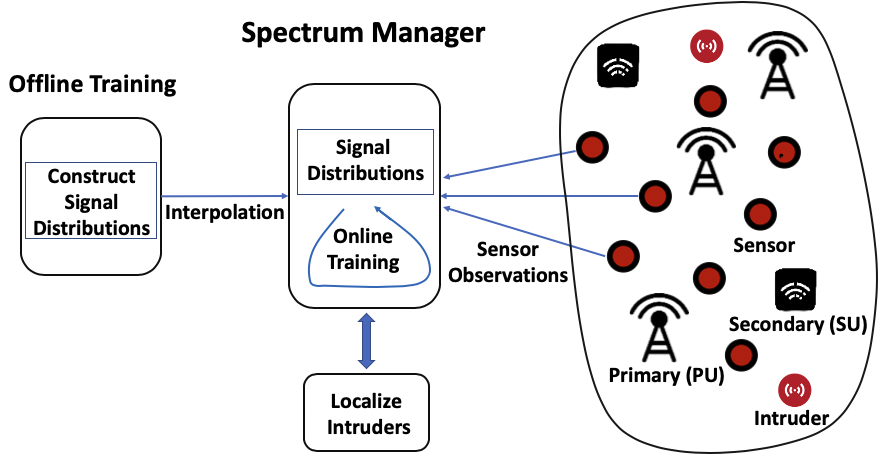 Spectrum Manager
Offline Training
Construct
Signal
Distributions
Interpolation
Signal
Distributions
Online
Training
Sensor
Observations
Localize
Intruders
Sensor
Secondary (SU)
Primary (PU)
Intruder